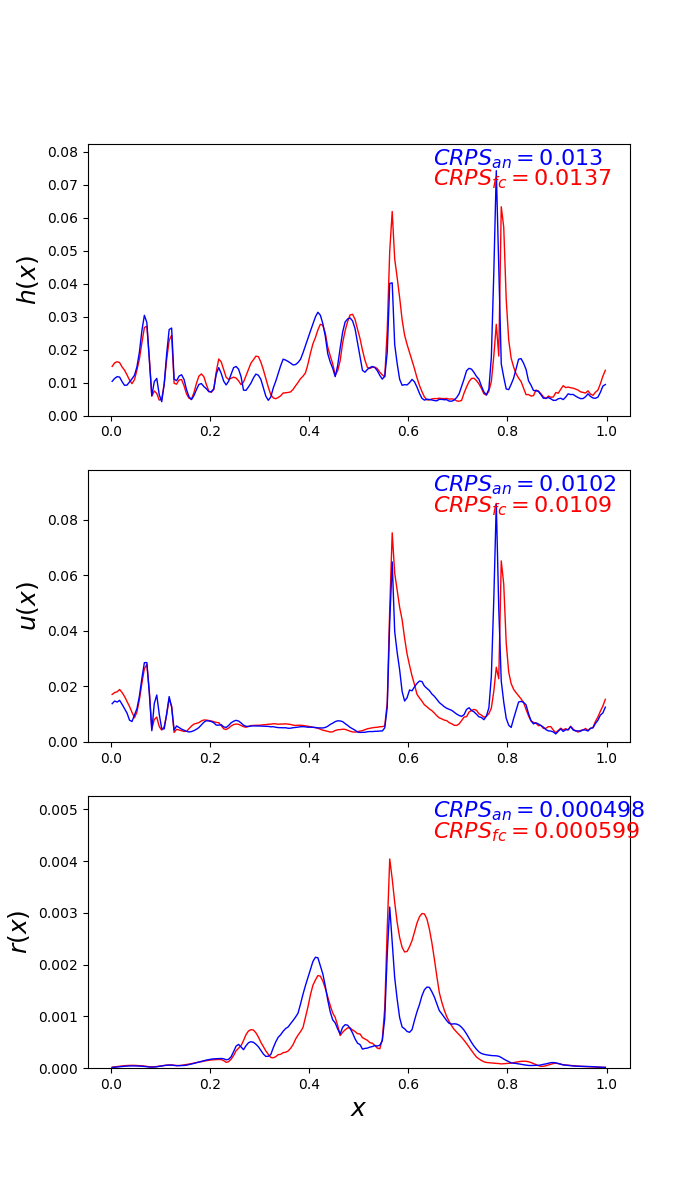 CRPS_an = 0.013
CRPS_fc = 0.0137
0.08
0.07
0.06
0.05
0.04
0.03
0.02
0.01
0.00
h(x)
0.0 0.2 0.4 0.6 0.8 1.0
CRPS_an = 0.0102
CRPS_fc = 0.0109
0.08
0.06
0.04
0.02
0.00
u(x)
0.0 0.2 0.4 0.6 0.8 1.0
CRPS_an = 0.000498
CRPS_fc = 0.000599
0.005
0.004
0.003
0.002
0.001
0.000
r(x)
0.0 0.2 0.4 0.6 0.8 1.0
x